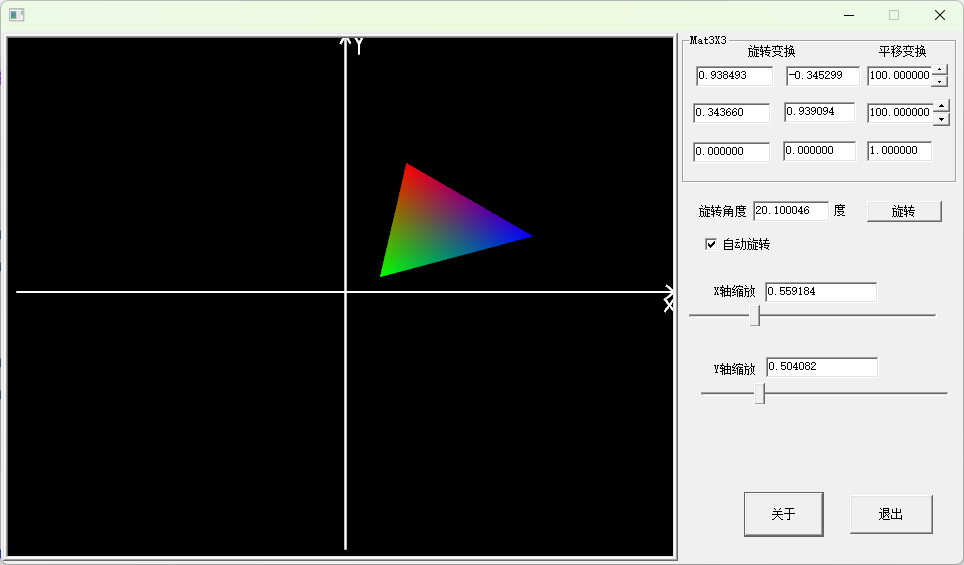 Y
X
Mat3X3
旋转变换 平移变换
0.938493 -0.345299 100.000000
0.343660 0.939094 100.000000
0.000000 0.000000 1.000000
旋转角度 20.100046 度 旋转
自动旋转
X轴缩放 0.559184
Y轴缩放 0.504082
关于 退出